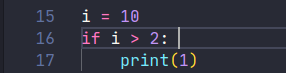 15 i = 10
16 if i > 2:
17     print(1)